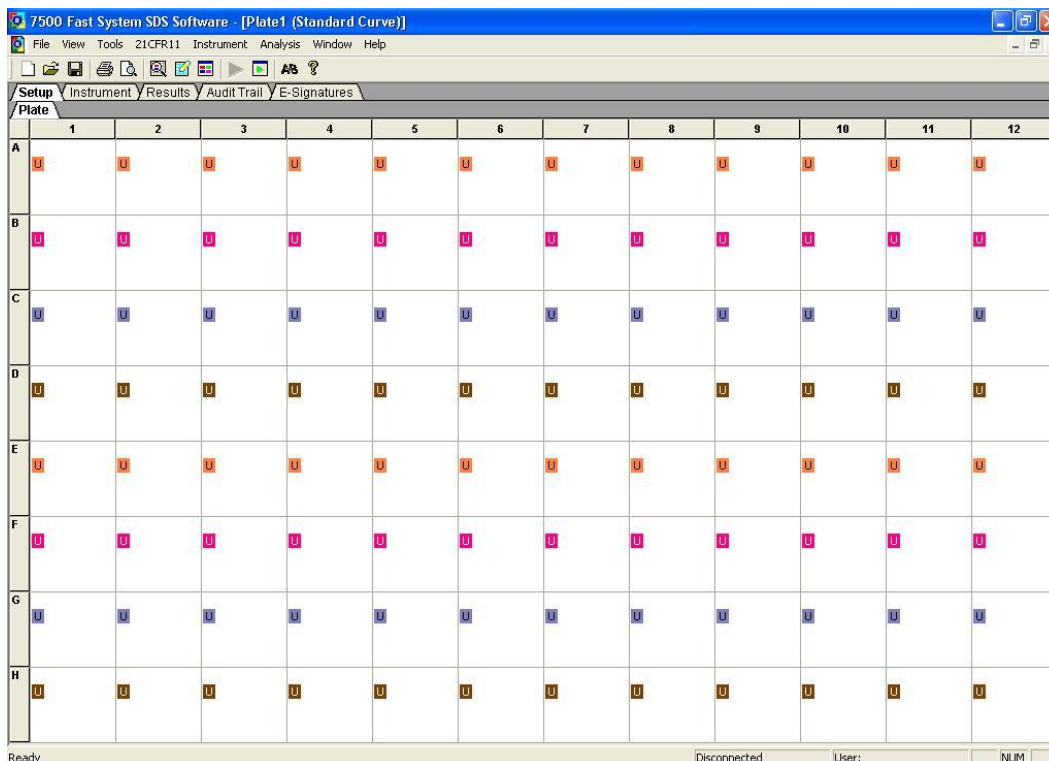 7500 Fast System SDS Software - [Plate1 (Standard Curve)]
File View Tools 21CFR11 Instrument Analysis Window Help
Setup Instrument Results Audit Trail E-Signatures
Plate
1 2 3 4 5 6 7 8 9 10 11 12
A U U U U U U U U U U U U
B U U U U U U U U U U U U
C U U U U U U U U U U U U
D U U U U U U U U U U U U
E U U U U U U U U U U U U
F U U U U U U U U U U U U
G U U U U U U U U U U U U
H U U U U U U U U U U U U
Ready Disconnected User: NUM